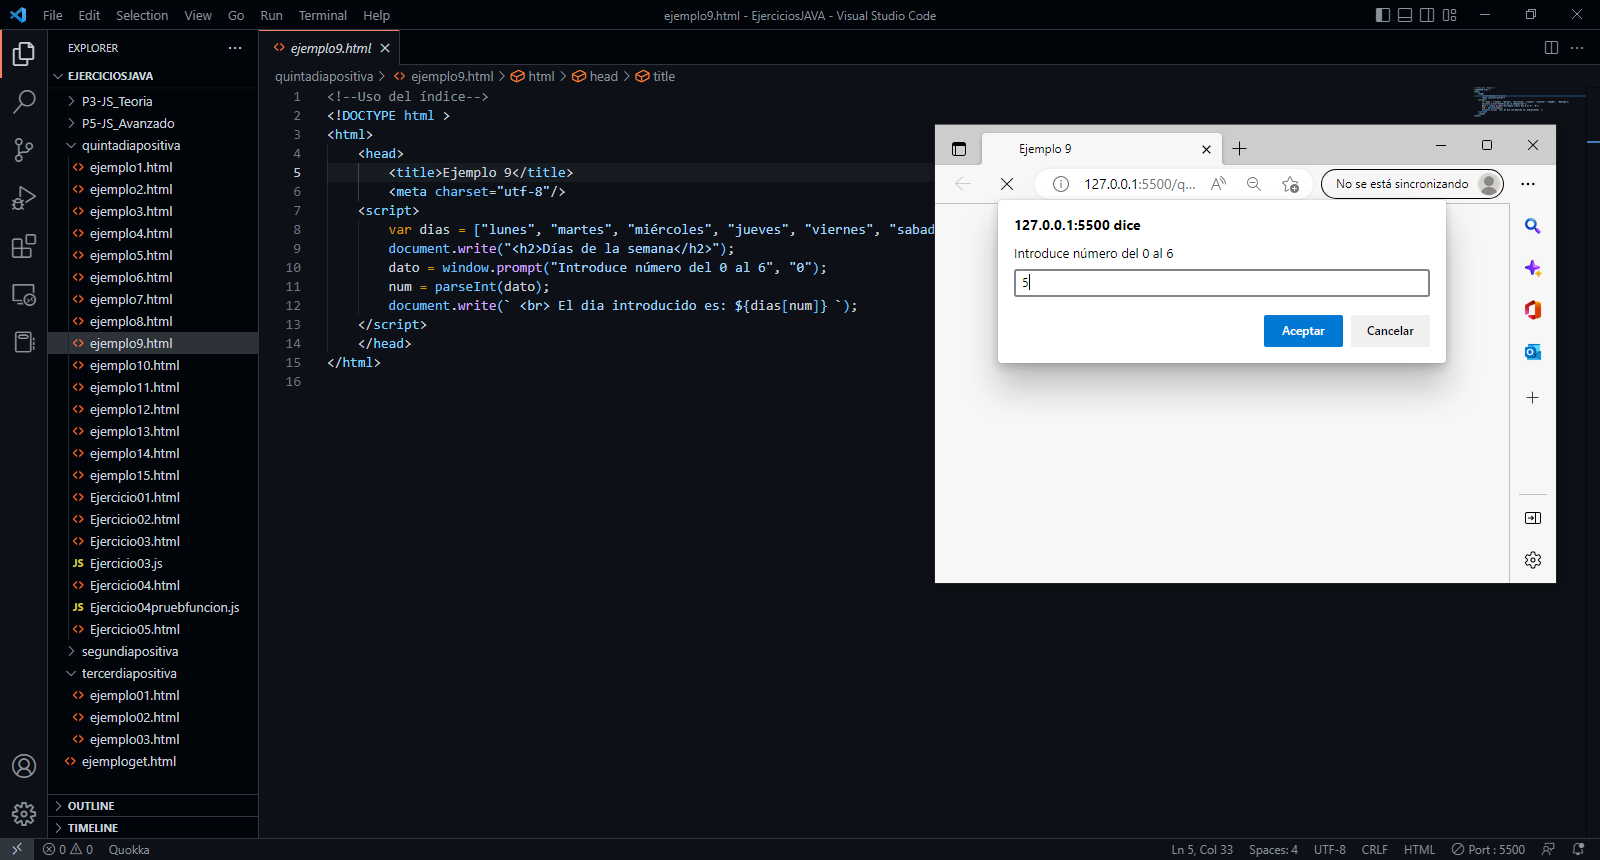 File Edit Selection View Go Run Terminal Help
ejemplo9.html - EjerciciosJAVA - Visual Studio Code
EXPLORER
EJERCICIOSJAVA
P3-JS_Teoria
P5-JS_Avanzado
quintadiapositiva
ejemplo1.html
ejemplo2.html
ejemplo3.html
ejemplo4.html
ejemplo5.html
ejemplo6.html
ejemplo7.html
ejemplo8.html
ejemplo9.html
ejemplo10.html
ejemplo11.html
ejemplo12.html
ejemplo13.html
ejemplo14.html
ejemplo15.html
Ejercicio01.html
Ejercicio02.html
Ejercicio03.html
JS Ejercicio03.js
Ejercicio04.html
JS Ejercicio04pruebfuncion.js
Ejercicio05.html
segundiapositiva
tercerdiapositiva
ejemplo01.html
ejemplo02.html
ejemplo03.html
ejemploget.html
OUTLINE
TIMELINE
ejemplo9.html
quintadiapositiva > ejemplo9.html > html > head > title
1 <!--Uso del índice-->
2 <!DOCTYPE html >
3 <html>
4 <head>
5 <title>Ejemplo 9</title>
6 <meta charset="utf-8"/>
7 <script>
8 var dias = ["lunes", "martes", "miércoles", "jueves", "viernes", "sabad
9 document.write("<h2>Días de la semana</h2>");
10 dato = window.prompt("Introduce número del 0 al 6", "0");
11 num = parseInt(dato);
12 document.write(` <br> El dia introducido es: ${dias[num]} `);
13 </script>
14 </head>
15 </html>
16
Ejemplo 9
127.0.0.1:5500/q...
No se está sincronizando
127.0.0.1:5500 dice
Introduce número del 0 al 6
5
Aceptar
Cancelar
0 0 Quokka
Ln 5, Col 33 Spaces: 4 UTF-8 CRLF HTML Port : 5500